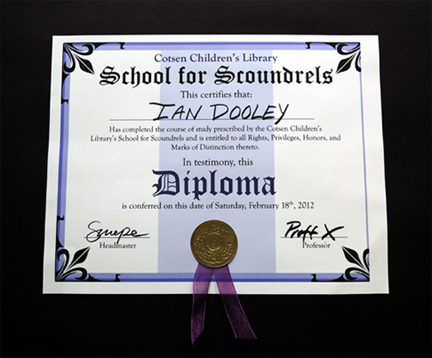 Cotsen Children's Library
School for Scoundrels
This certifies that:
IAN DOOLEY
Has completed the course of study prescribed by the Cotsen Children's
Library's School for Scoundrels and is entitled to all Rights, Privileges, Honors, and
Marks of Distinction thereto.
In testimony, this
Diploma
is conferred on this date of Saturday, February 18th, 2012
Snape Proff X
Headmaster Professor